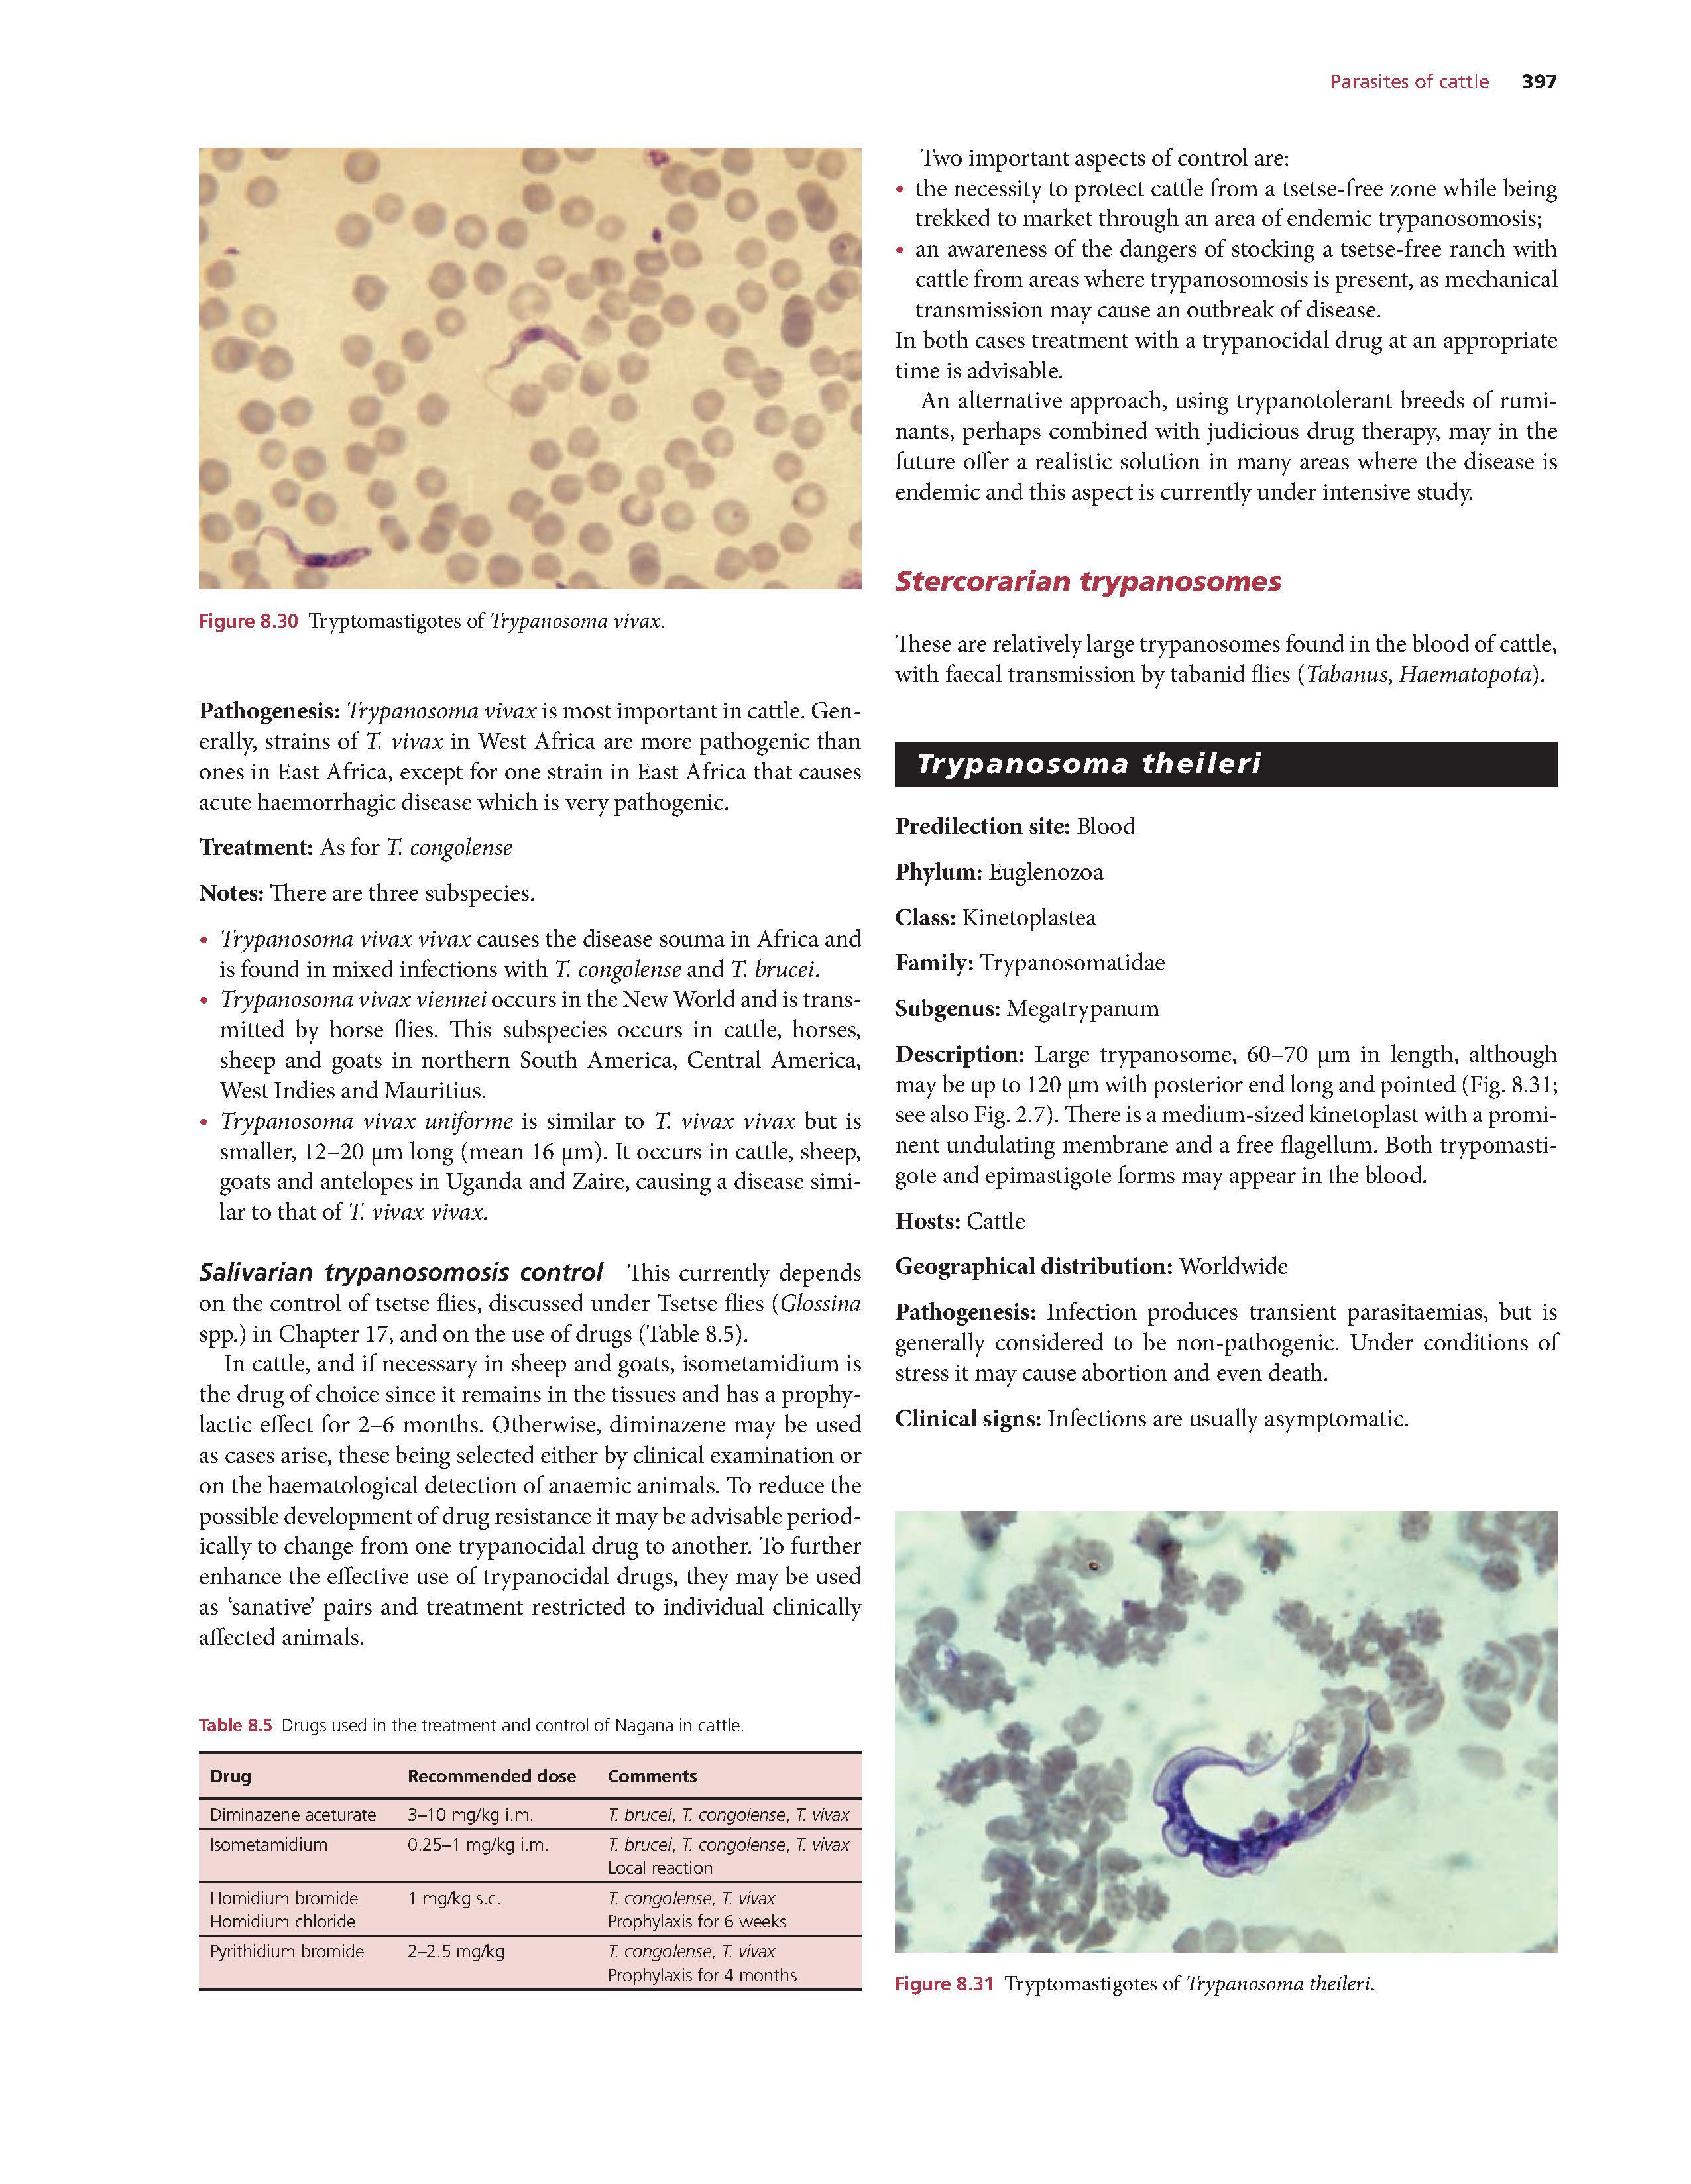 Parasites of cattle 397
Figure 8.30 Tryptomastigotes of Trypanosoma vivax.
Pathogenesis: Trypanosoma vivax is most important in cattle. Gen-
erally, strains of T. vivax in West Africa are more pathogenic than
ones in East Africa, except for one strain in East Africa that causes
acute haemorrhagic disease which is very pathogenic.
Treatment: As for T. congolense
Notes: There are three subspecies.
• Trypanosoma vivax vivax causes the disease souma in Africa and
is found in mixed infections with T. congolense and T. brucei.
• Trypanosoma vivax viennei occurs in the New World and is trans-
mitted by horse flies. This subspecies occurs in cattle, horses,
sheep and goats in northern South America, Central America,
West Indies and Mauritius.
• Trypanosoma vivax uniforme is similar to T. vivax vivax but is
smaller, 12–20 μm long (mean 16 μm). It occurs in cattle, sheep,
goats and antelopes in Uganda and Zaire, causing a disease simi-
lar to that of T. vivax vivax.
Salivarian trypanosomosis control This currently depends
on the control of tsetse flies, discussed under Tsetse flies (Glossina
spp.) in Chapter 17, and on the use of drugs (Table 8.5).
In cattle, and if necessary in sheep and goats, isometamidium is
the drug of choice since it remains in the tissues and has a prophy-
lactic effect for 2–6 months. Otherwise, diminazene may be used
as cases arise, these being selected either by clinical examination or
on the haematological detection of anaemic animals. To reduce the
possible development of drug resistance it may be advisable period-
ically to change from one trypanocidal drug to another. To further
enhance the effective use of trypanocidal drugs, they may be used
as ‘sanative’ pairs and treatment restricted to individual clinically
affected animals.
Table 8.5 Drugs used in the treatment and control of Nagana in cattle.
Drug Recommended dose Comments
Diminazene aceturate 3–10 mg/kg i.m. T. brucei, T. congolense, T. vivax
Isometamidium 0.25–1 mg/kg i.m. T. brucei, T. congolense, T. vivax
Local reaction
Homidium bromide 1 mg/kg s.c. T. congolense, T. vivax
Homidium chloride Prophylaxis for 6 weeks
Pyrithidium bromide 2–2.5 mg/kg T. congolense, T. vivax
Prophylaxis for 4 months
Two important aspects of control are:
• the necessity to protect cattle from a tsetse-free zone while being
trekked to market through an area of endemic trypanosomosis;
• an awareness of the dangers of stocking a tsetse-free ranch with
cattle from areas where trypanosomosis is present, as mechanical
transmission may cause an outbreak of disease.
In both cases treatment with a trypanocidal drug at an appropriate
time is advisable.
An alternative approach, using trypanotolerant breeds of rumi-
nants, perhaps combined with judicious drug therapy, may in the
future offer a realistic solution in many areas where the disease is
endemic and this aspect is currently under intensive study.
Stercorarian trypanosomes
These are relatively large trypanosomes found in the blood of cattle,
with faecal transmission by tabanid flies (Tabanus, Haematopota).
Trypanosoma theileri
Predilection site: Blood
Phylum: Euglenozoa
Class: Kinetoplastea
Family: Trypanosomatidae
Subgenus: Megatrypanum
Description: Large trypanosome, 60–70 μm in length, although
may be up to 120 μm with posterior end long and pointed (Fig. 8.31;
see also Fig. 2.7). There is a medium-sized kinetoplast with a promi-
nent undulating membrane and a free flagellum. Both trypomasti-
gote and epimastigote forms may appear in the blood.
Hosts: Cattle
Geographical distribution: Worldwide
Pathogenesis: Infection produces transient parasitaemias, but is
generally considered to be non-pathogenic. Under conditions of
stress it may cause abortion and even death.
Clinical signs: Infections are usually asymptomatic.
Figure 8.31 Tryptomastigotes of Trypanosoma theileri.